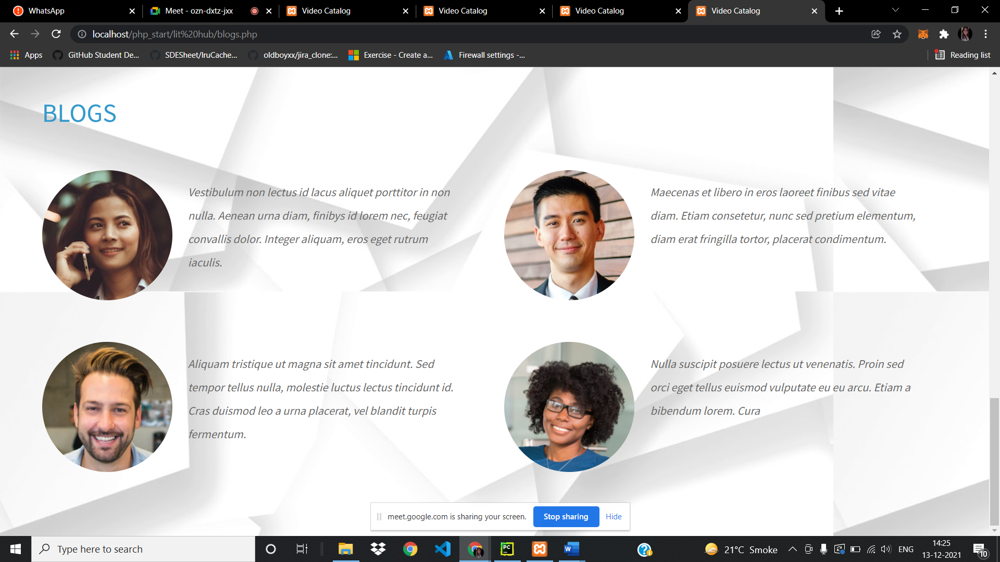 WhatsApp
Meet - ozn-dxtz-jxx
Video Catalog
Video Catalog
Video Catalog
Video Catalog
localhost/php_start/lit%20hub/blogs.php
Apps
GitHub Student De...
SDESheet/lruCache...
oldboyxx/jira_clone:...
Exercise - Create a...
Firewall settings -...
Reading list
BLOGS
Vestibulum non lectus id lacus aliquet porttitor in non
nulla. Aenean urna diam, finibys id lorem nec, feugiat
convallis dolor. Integer aliquam, eros eget rutrum
iaculis.
Maecenas et libero in eros laoreet finibus sed vitae
diam. Etiam consetetur, nunc sed pretium elementum,
diam erat fringilla tortor, placerat condimentum.
Aliquam tristique ut magna sit amet tincidunt. Sed
tempor tellus nulla, molestie luctus lectus tincidunt id.
Cras duismod leo a urna placerat, vel blandit turpis
fermentum.
Nulla suscipit posuere lectus ut venenatis. Proin sed
orci eget tellus euismod vulputate eu eu arcu. Etiam a
bibendum lorem. Cura
meet.google.com is sharing your screen.
Stop sharing
Hide
Type here to search
PC
W
21°C Smoke
ENG
14:25
13-12-2021
10